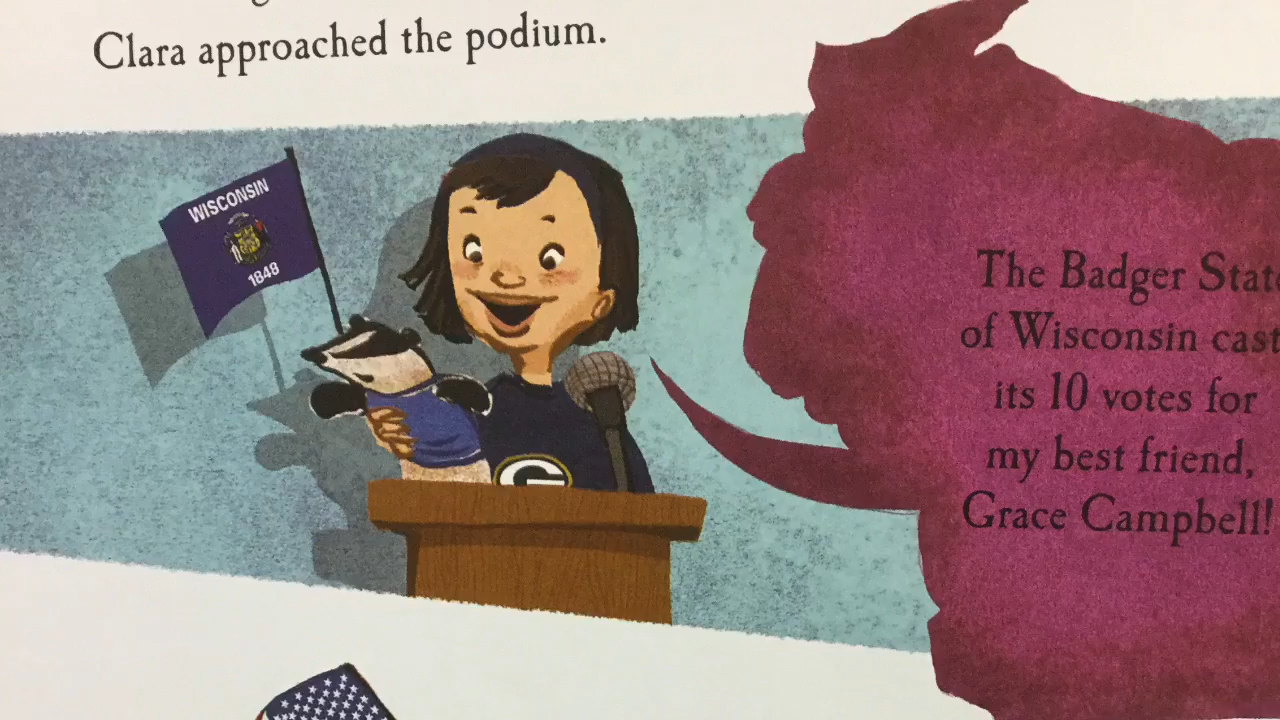 Clara approached the podium.
WISCONSIN
1848
G
The Badger State
of Wisconsin cast
its 10 votes for
my best friend,
Grace Campbell!